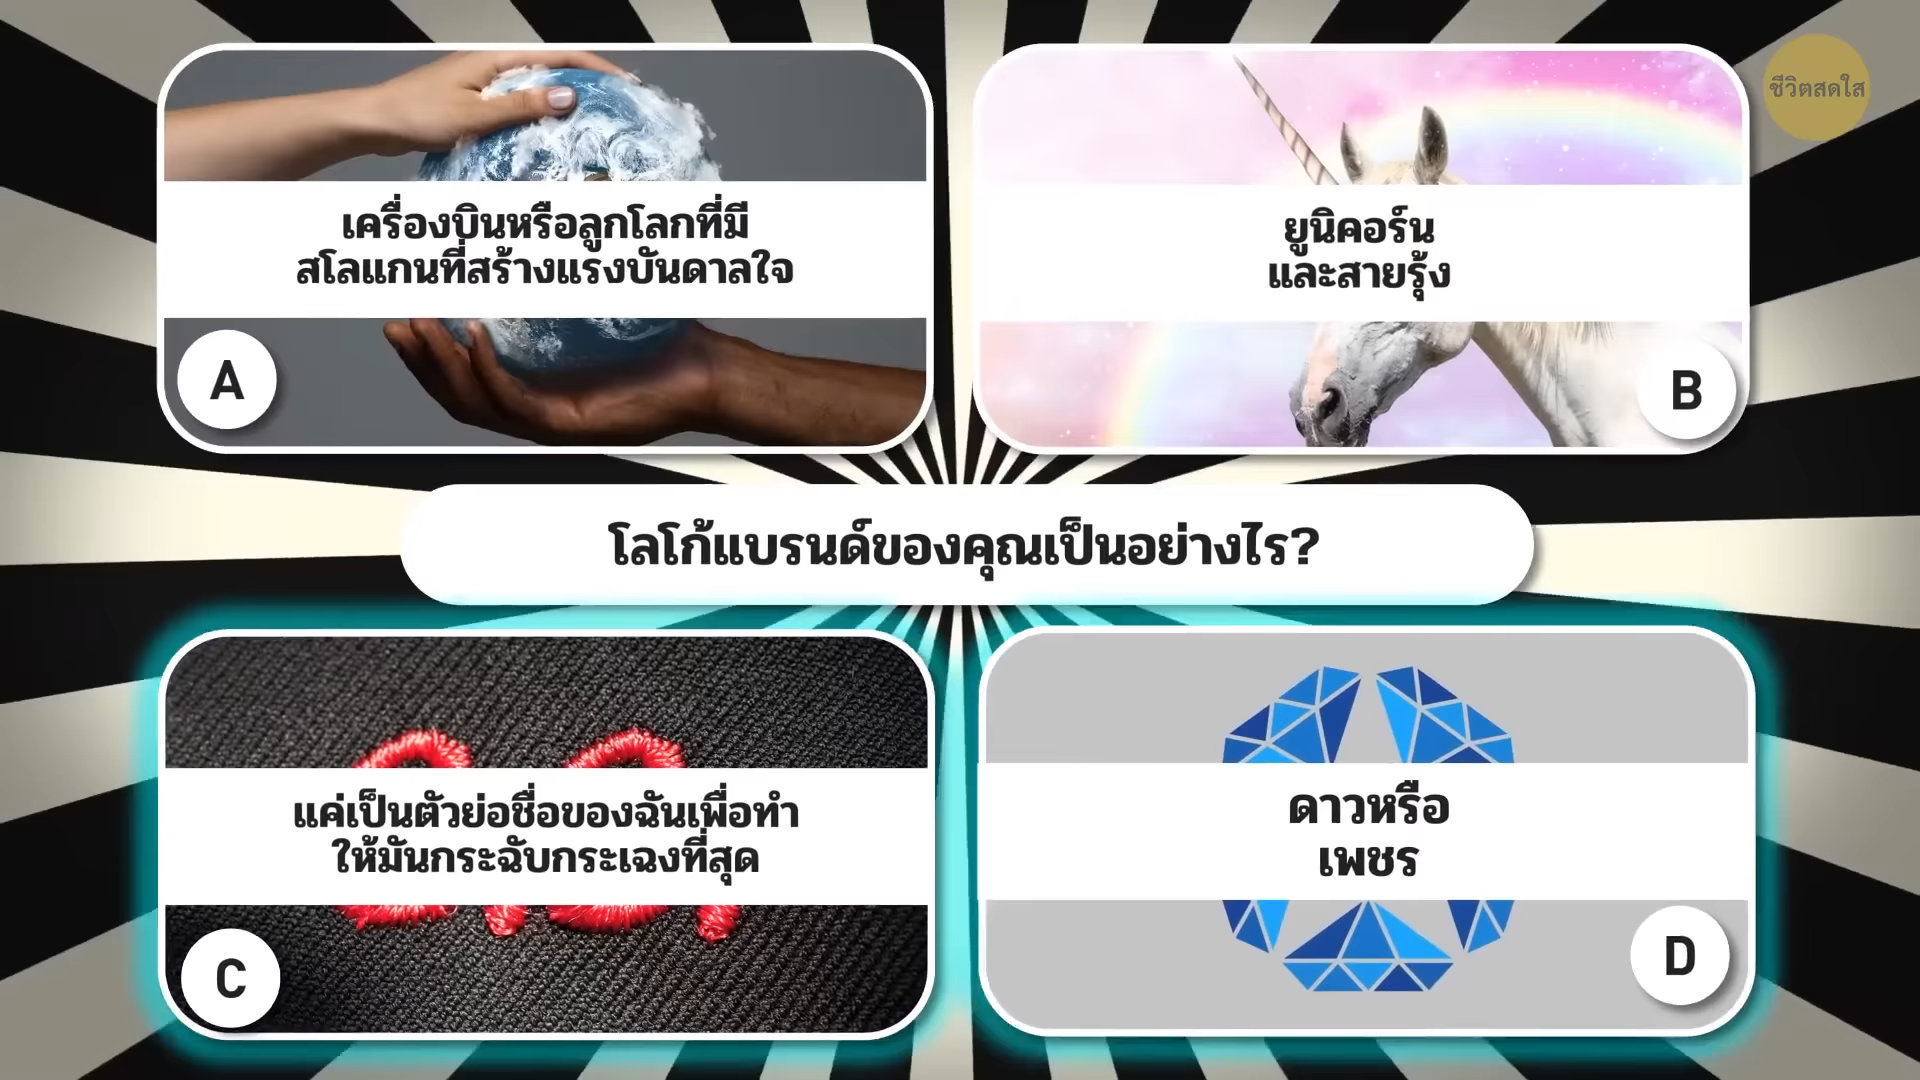 ชีวิตสดใส
เครื่องบินหรือลูกโลกที่มี
สโลแกนที่สร้างแรงบันดาลใจ
A
ยูนิคอร์น
และสายรุ้ง
B
โลโก้แบรนด์ของคุณเป็นอย่างไร?
แค่เป็นตัวย่อชื่อของฉันเพื่อทำ
ให้มันกระฉับกระเฉงที่สุด
C
ดาวหรือ
เพชร
D